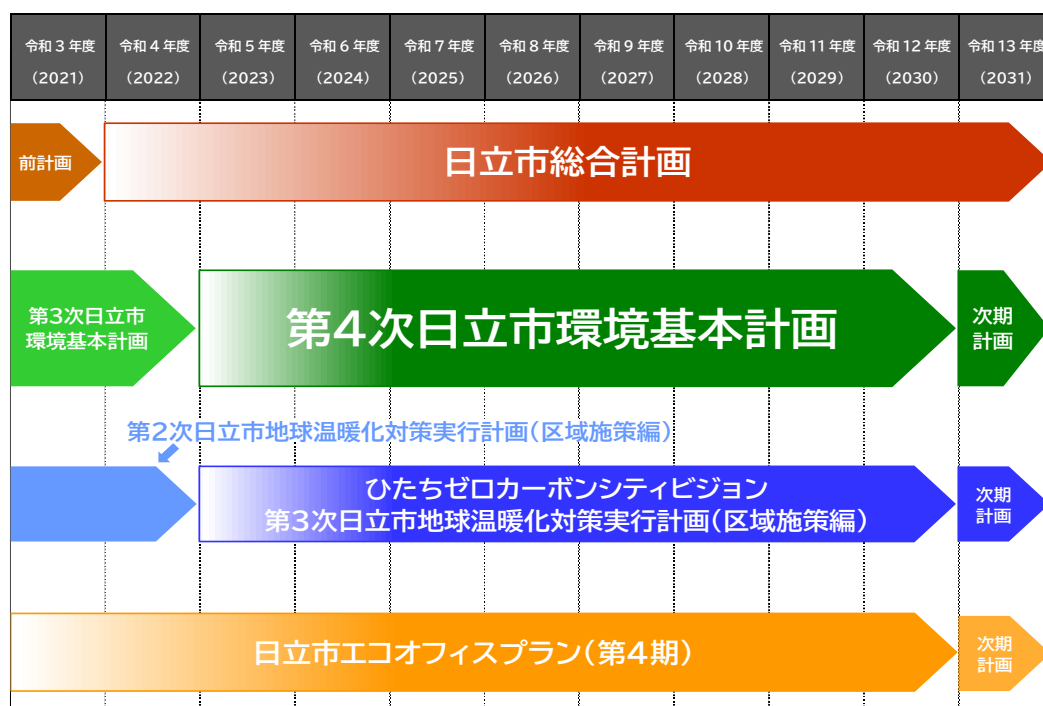 令和3年度 令和4年度 令和5年度 令和6年度 令和7年度 令和8年度 令和9年度 令和10年度 令和11年度 令和12年度 令和13年度
（2021） （2022） （2023） （2024） （2025） （2026） （2027） （2028） （2029） （2030） （2031）
前計画
日立市総合計画
第3次日立市
環境基本計画
第4次日立市環境基本計画
次期
計画
第2次日立市地球温暖化対策実行計画（区域施策編）
ひたちゼロカーボンシティビジョン
第3次日立市地球温暖化対策実行計画（区域施策編）
次期
計画
日立市エコオフィスプラン（第4期）
次期
計画